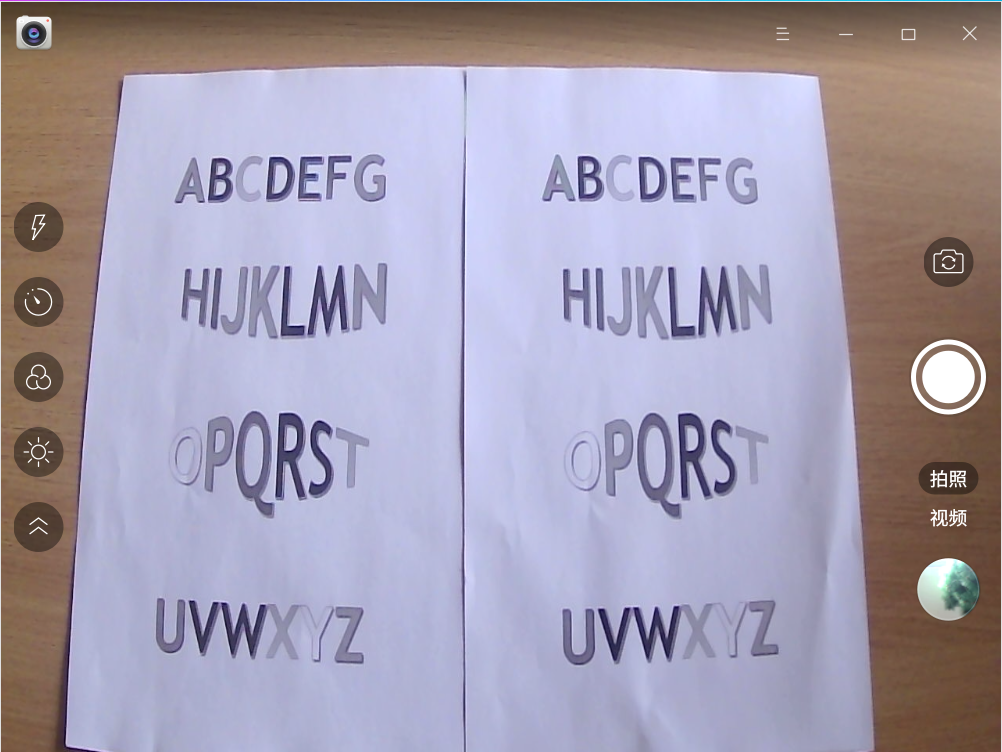 ABCDEFG ABCDEFG
HIJKLMN HIJKLMN
OPQRST OPQRST
UVWXYZ UVWXYZ
拍照
视频